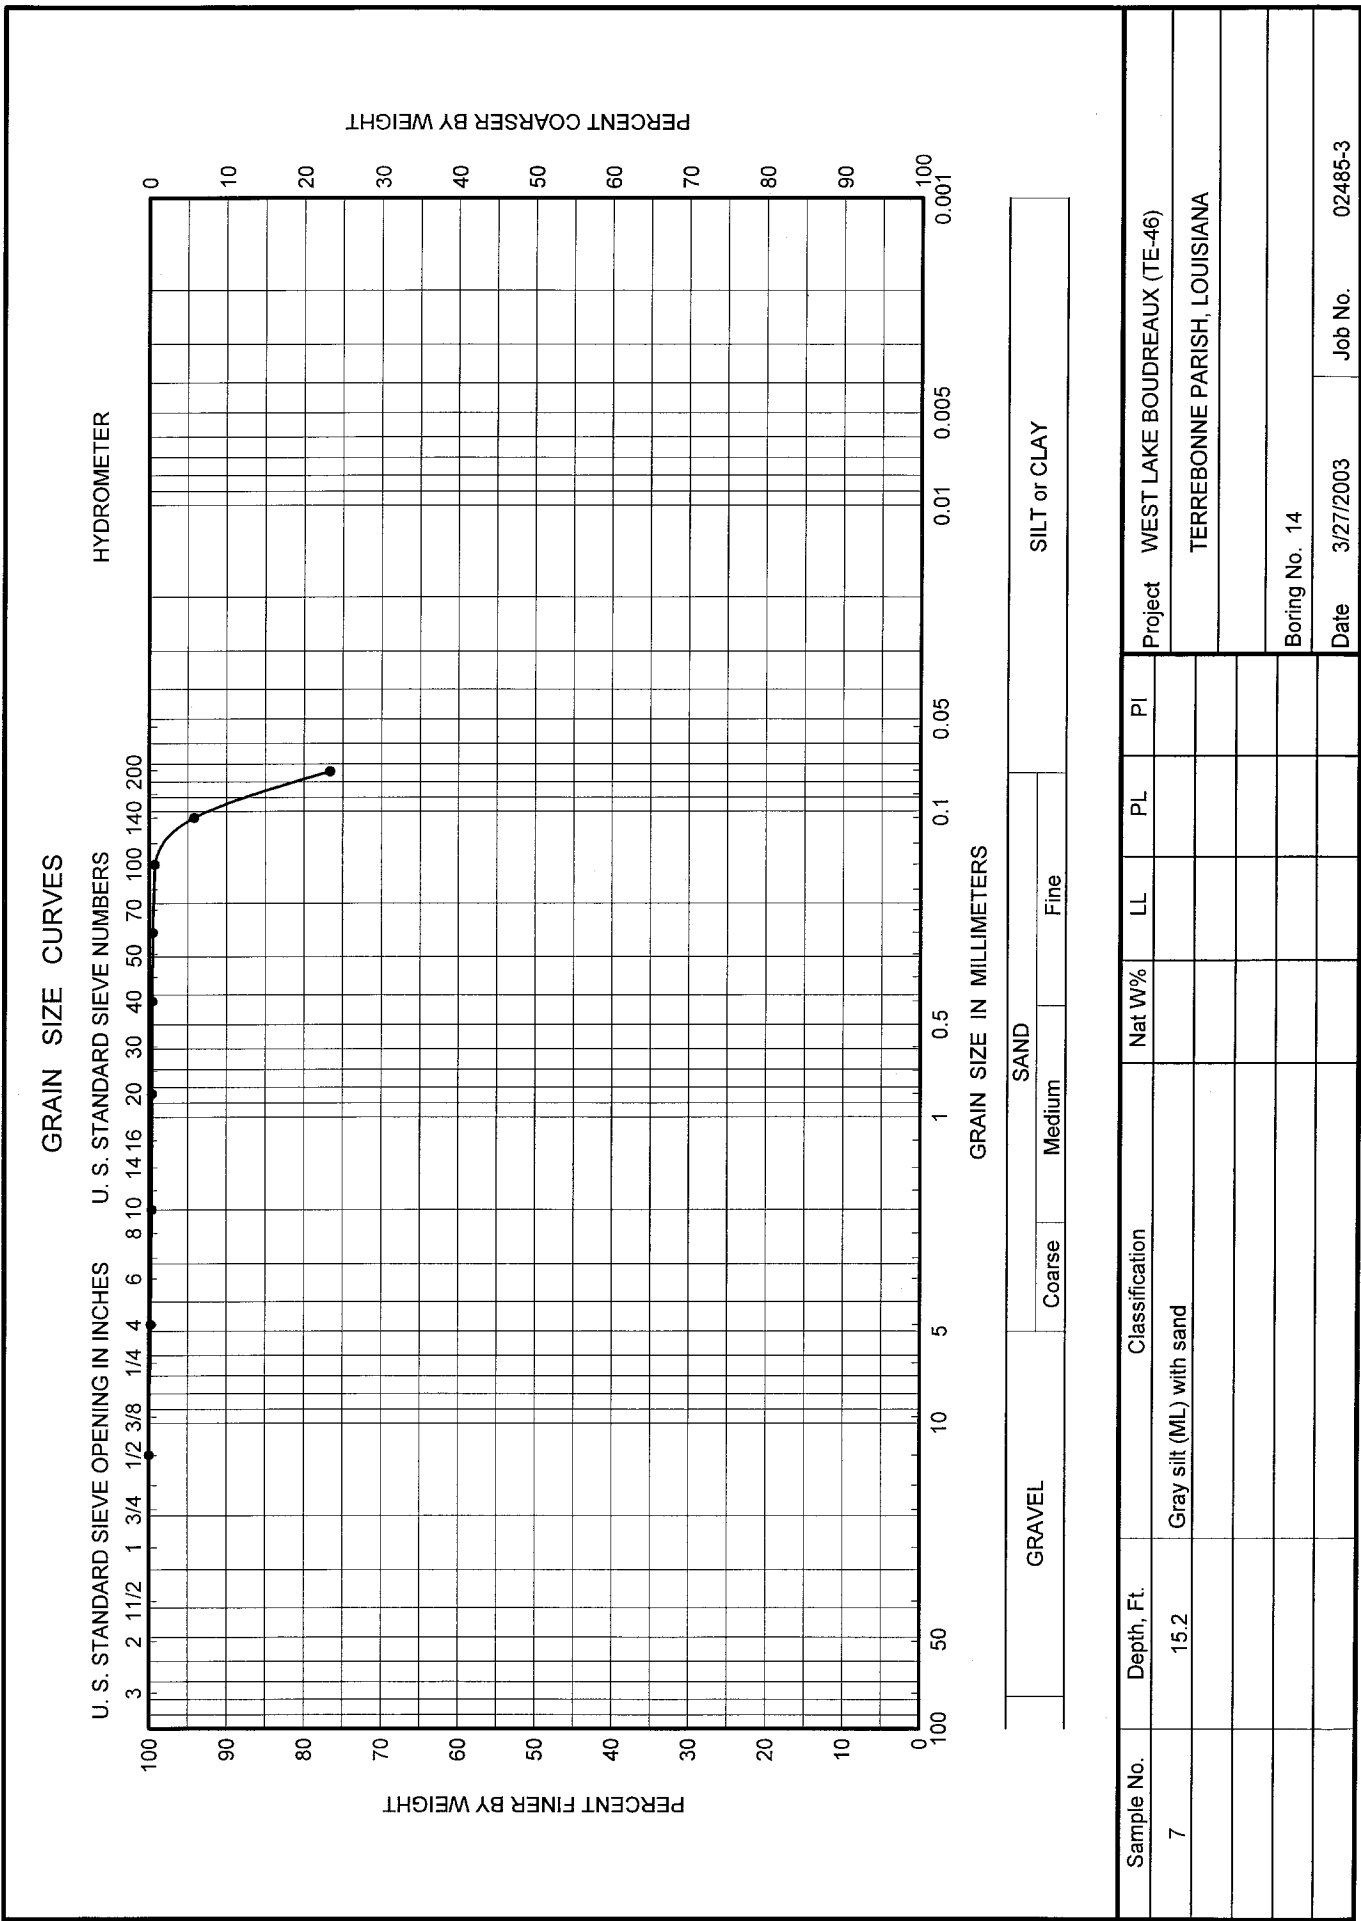 GRAIN SIZE CURVES
U. S. STANDARD SIEVE OPENING IN INCHES U. S. STANDARD SIEVE NUMBERS HYDROMETER
3 2 1 1/2 1 3/4 1/2 3/8 1/4 4 6 8 10 14 16 20 30 40 50 70 100 140 200
PERCENT FINER BY WEIGHT
100
90
80
70
60
50
40
30
20
10
0
PERCENT COARSER BY WEIGHT
0
10
20
30
40
50
60
70
80
90
100
100 50 10 5 1 0.5 0.1 0.05 0.01 0.005 0.001
GRAIN SIZE IN MILLIMETERS
GRAVEL SAND SILT or CLAY
Coarse Medium Fine
Sample No. Depth, Ft. Classification Nat W% LL PL PI
7 15.2 Gray silt (ML) with sand
Project WEST LAKE BOUDREAUX (TE-46)
TERREBONNE PARISH, LOUISIANA
Boring No. 14
Date 3/27/2003 Job No. 02485-3